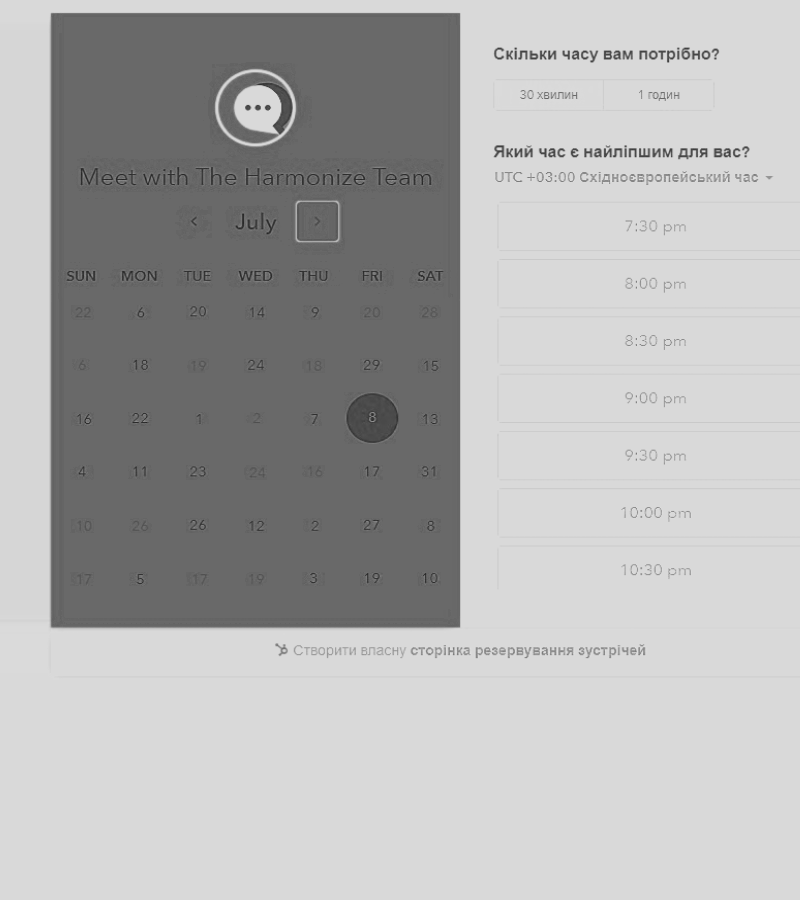 Meet with The Harmonize Team
July
SUN MON TUE WED THU FRI SAT
22 6 20 14 9 20 28
6 18 19 24 18 29 15
16 22 1 2 7 8 13
4 11 23 24 16 17 31
10 26 26 12 2 27 8
17 5 17 19 3 19 10
Скільки часу вам потрібно?
30 хвилин 1 годин
Який час є найліпшим для вас?
UTC +03:00 Східноєвропейський час
7:30 pm
8:00 pm
8:30 pm
9:00 pm
9:30 pm
10:00 pm
10:30 pm
Створити власну сторінка резервування зустрічей